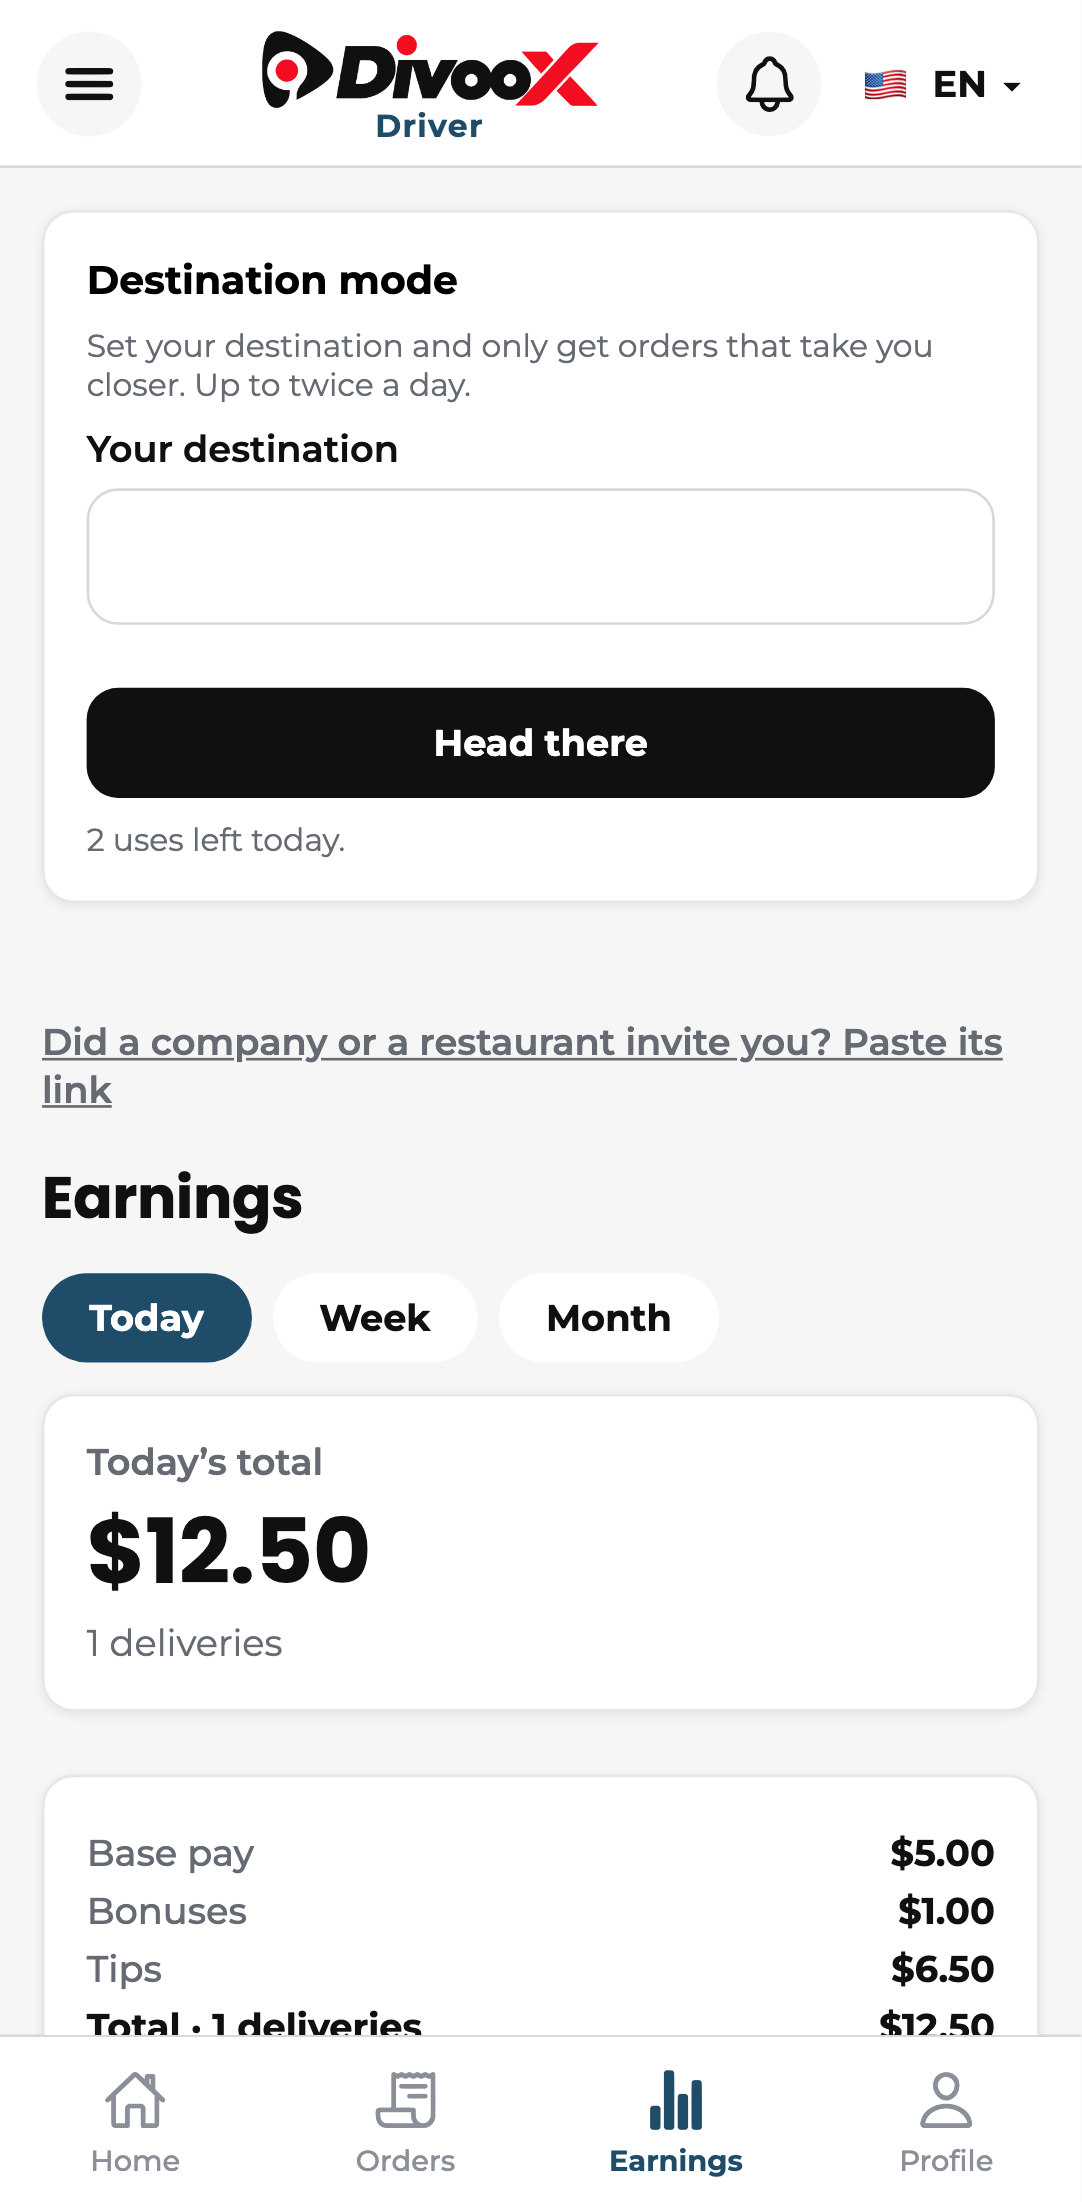 DivooX
Driver
EN
Destination mode
Set your destination and only get orders that take you
closer. Up to twice a day.
Your destination
Head there
2 uses left today.
Did a company or a restaurant invite you? Paste its
link
Earnings
Today
Week
Month
Today’s total
$12.50
1 deliveries
Base pay $5.00
Bonuses $1.00
Tips $6.50
Total · 1 deliveries $12.50
Home
Orders
Earnings
Profile